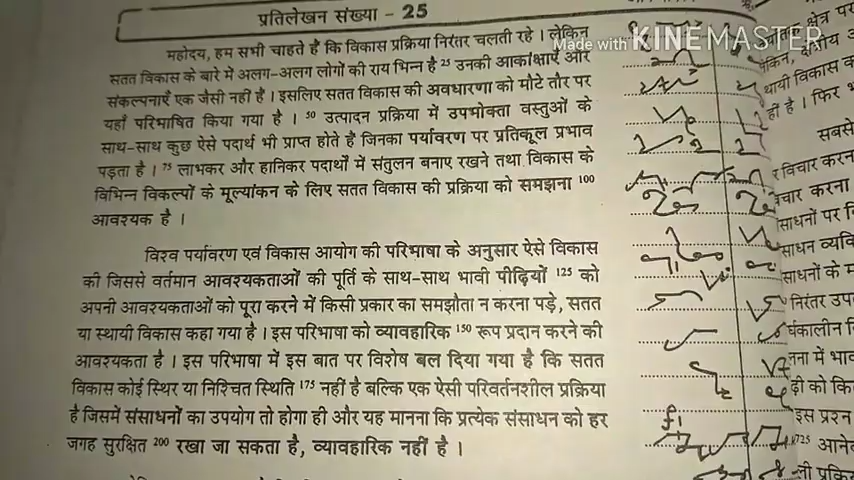 प्रतिलेखन संख्या - 25
Made with KINEMASTER
महोदय, हम सभी चाहते हैं कि विकास प्रक्रिया निरंतर चलती रहे । लेकिन
सतत विकास के बारे में अलग-अलग लोगों की राय भिन्न है 25 उनकी आकांक्षाएँ और
संकल्पनाएँ एक जैसी नहीं है । इसलिए सतत विकास की अवधारणा को मोटे तौर पर
यहाँ परिभाषित किया गया है । 50 उत्पादन प्रक्रिया में उपभोक्ता वस्तुओं के
साथ-साथ कुछ ऐसे पदार्थ भी प्राप्त होते हैं जिनका पर्यावरण पर प्रतिकूल प्रभाव
पड़ता है । 75 लाभकर और हानिकर पदार्थों में संतुलन बनाए रखने तथा विकास के
विभिन्न विकल्पों के मूल्यांकन के लिए सतत विकास की प्रक्रिया को समझना 100
आवश्यक है ।
विश्व पर्यावरण एवं विकास आयोग की परिभाषा के अनुसार ऐसे विकास
की जिससे वर्तमान आवश्यकताओं की पूर्ति के साथ-साथ भावी पीढ़ियों 125 को
अपनी आवश्यकताओं को पूरा करने में किसी प्रकार का समझौता न करना पड़े, सतत
या स्थायी विकास कहा गया है । इस परिभाषा को व्यावहारिक 150 रूप प्रदान करने की
आवश्यकता है । इस परिभाषा में इस बात पर विशेष बल दिया गया है कि सतत
विकास कोई स्थिर या निश्चित स्थिति 175 नहीं है बल्कि एक ऐसी परिवर्तनशील प्रक्रिया
है जिसमें संसाधनों का उपयोग तो होगा ही और यह मानना कि प्रत्येक संसाधन को हर
जगह सुरक्षित 200 रखा जा सकता है, व्यावहारिक नहीं है ।
क्षेत्र पर
थायी विकास
है । फिर
सबसे
विचार करन
करना
साधनों पर
साधन
साधनों के
निरंतर
में
को
इस प्रश्न
725